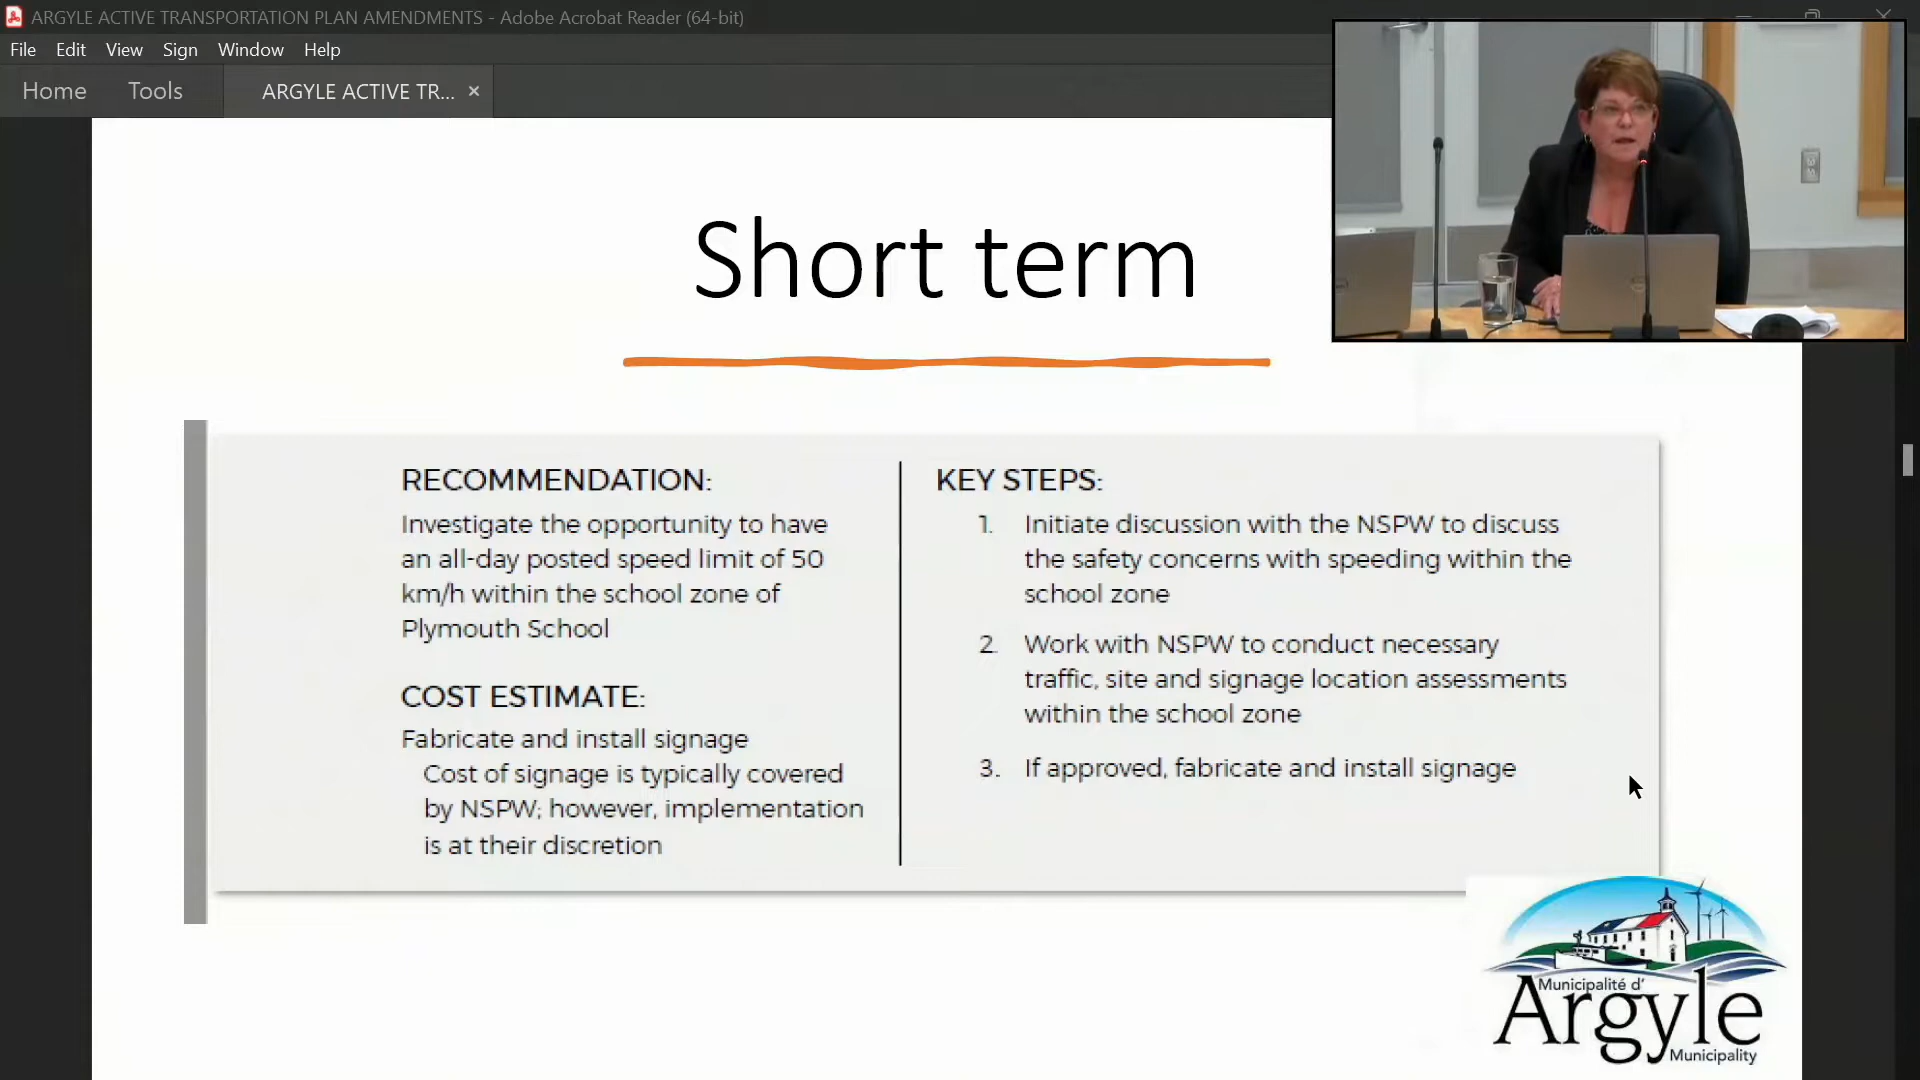 ARGYLE ACTIVE TRANSPORTATION PLAN AMENDMENTS - Adobe Acrobat Reader (64-bit)
File Edit View Sign Window Help
Home Tools ARGYLE ACTIVE TR... ×
Short term
RECOMMENDATION:
Investigate the opportunity to have
an all-day posted speed limit of 50
km/h within the school zone of
Plymouth School
COST ESTIMATE:
Fabricate and install signage
Cost of signage is typically covered
by NSPW; however, implementation
is at their discretion
KEY STEPS:
1. Initiate discussion with the NSPW to discuss
the safety concerns with speeding within the
school zone
2. Work with NSPW to conduct necessary
traffic, site and signage location assessments
within the school zone
3. If approved, fabricate and install signage
Municipalité d'
Argyle
Municipality